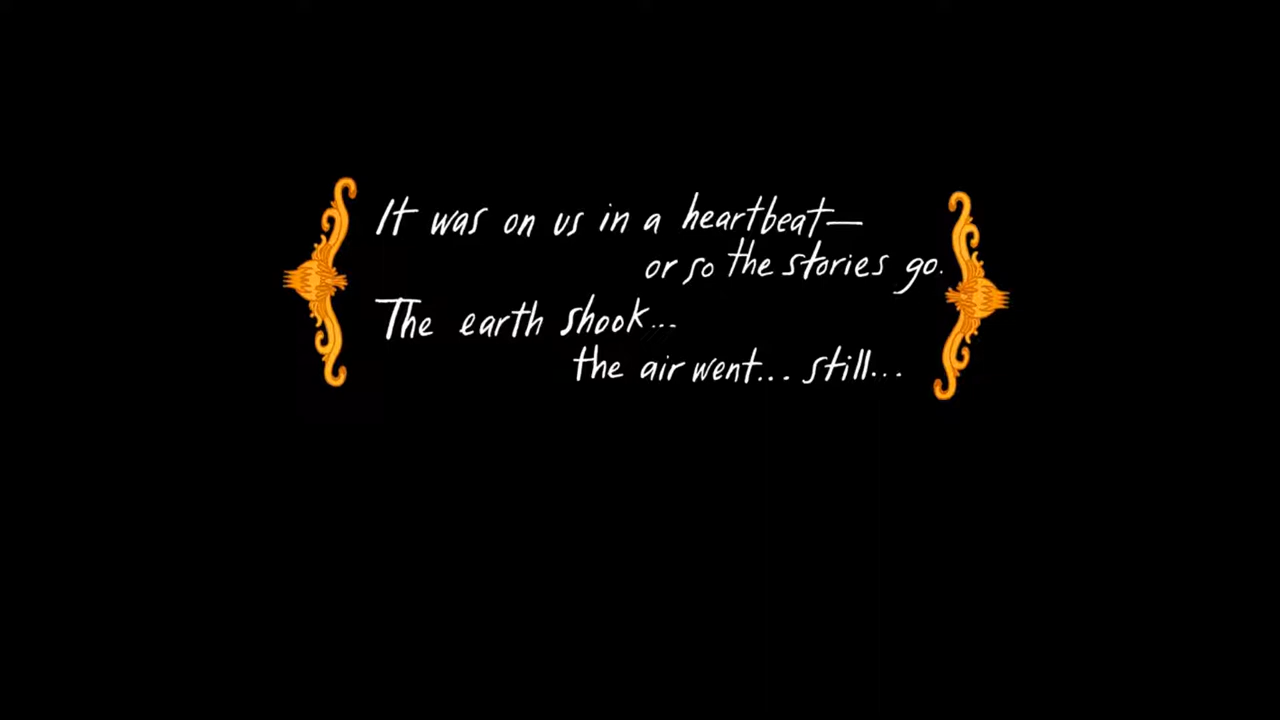 It was on us in a heartbeat—
or so the stories go.
The earth shook...
the air went... still...